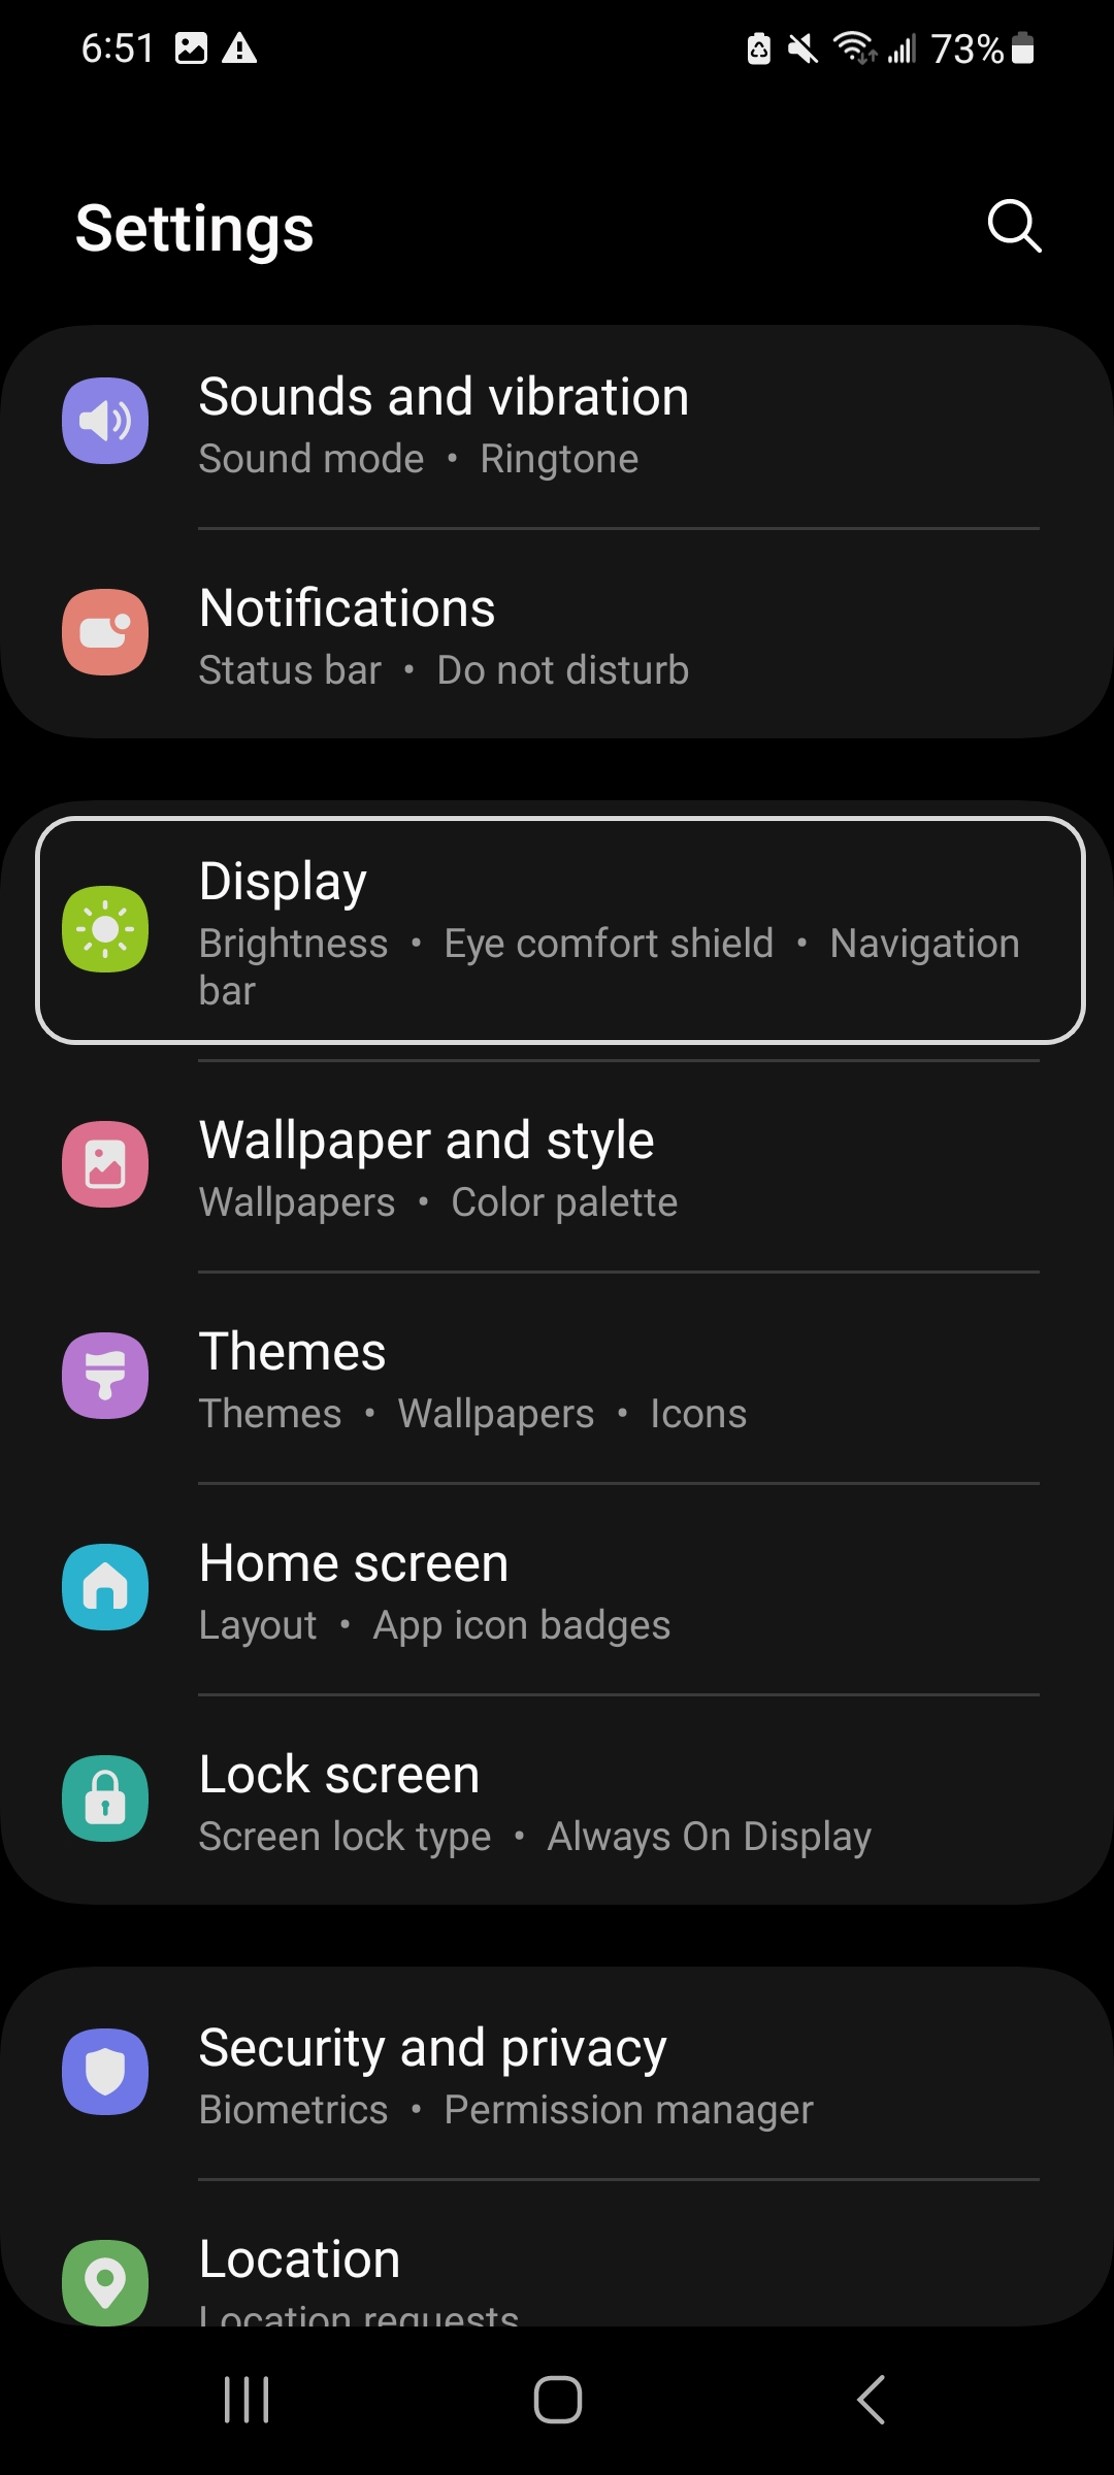 6:51 73%
Settings
Sounds and vibration
Sound mode • Ringtone
Notifications
Status bar • Do not disturb
Display
Brightness • Eye comfort shield • Navigation
bar
Wallpaper and style
Wallpapers • Color palette
Themes
Themes • Wallpapers • Icons
Home screen
Layout • App icon badges
Lock screen
Screen lock type • Always On Display
Security and privacy
Biometrics • Permission manager
Location
Location requests